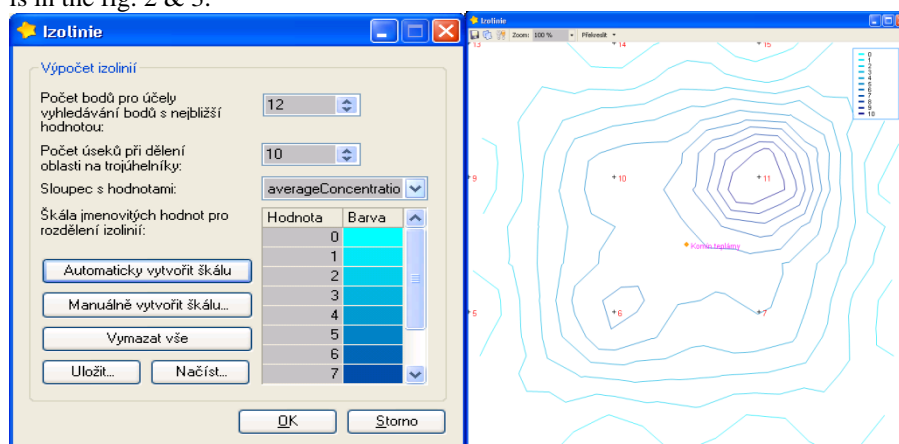 is in the fig. 2 & 3.
Izolinie
Výpočet izolinií
Počet bodů pro účely
vyhledávání bodů s nejbližší
hodnotou:
12
Počet úseků při dělení
oblasti na trojúhelníky:
10
Sloupec s hodnotami:
averageConcentratio
Škála jmenovitých hodnot pro
rozdělení izolinií:
Hodnota Barva
0
1
2
3
4
5
6
7
Automaticky vytvořit škálu
Manuálně vytvořit škálu...
Vymazat vše
Uložit... Načíst...
OK Storno
Izolinie
Zoom: 100 % Překreslit
13 14 15
0
1
2
3
4
5
6
7
8
9
10
9 10 11
Komín teplárny
5 6 7